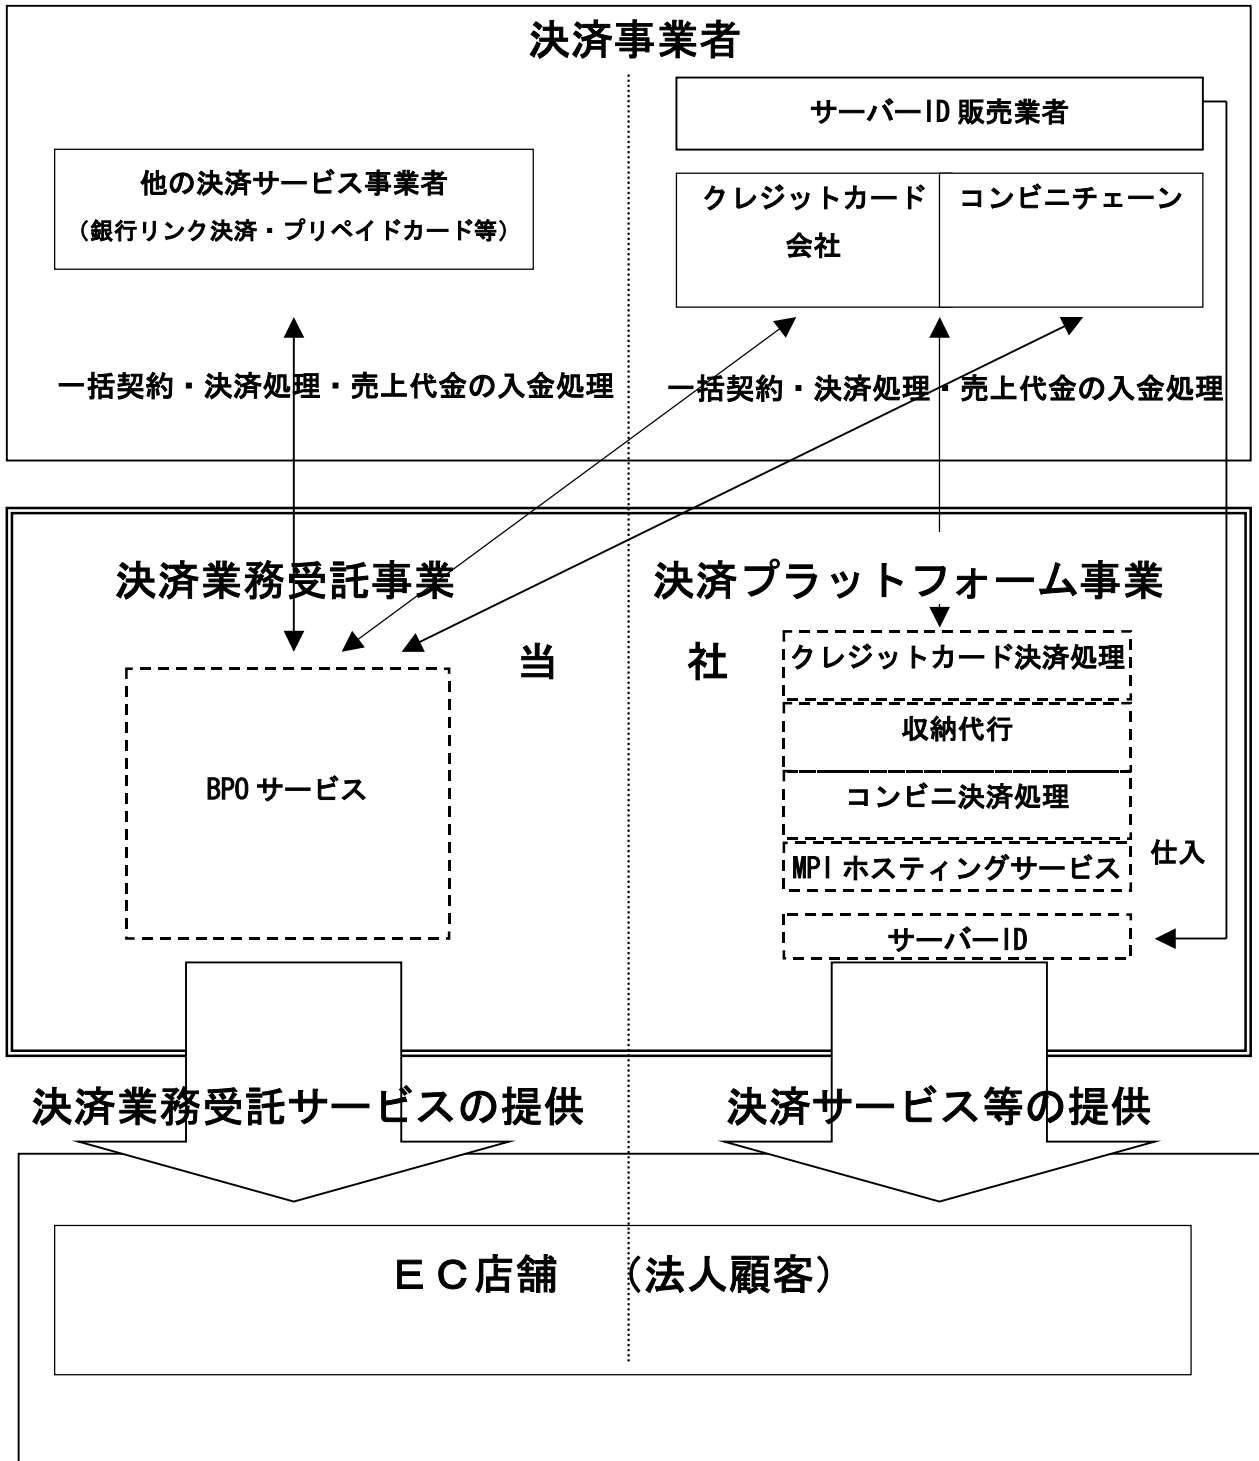 決済事業者
サーバーID 販売業者
他の決済サービス事業者
（銀行リンク決済・プリペイドカード等）
クレジットカード
会社
コンビニチェーン
一括契約・決済処理・売上代金の入金処理
一括契約・決済処理・売上代金の入金処理
決済業務受託事業
決済プラットフォーム事業
当　社
クレジットカード決済処理
収納代行
BPO サービス
コンビニ決済処理
仕入
MPI ホスティングサービス
サーバーID
決済業務受託サービスの提供
決済サービス等の提供
ＥＣ店舗　（法人顧客）